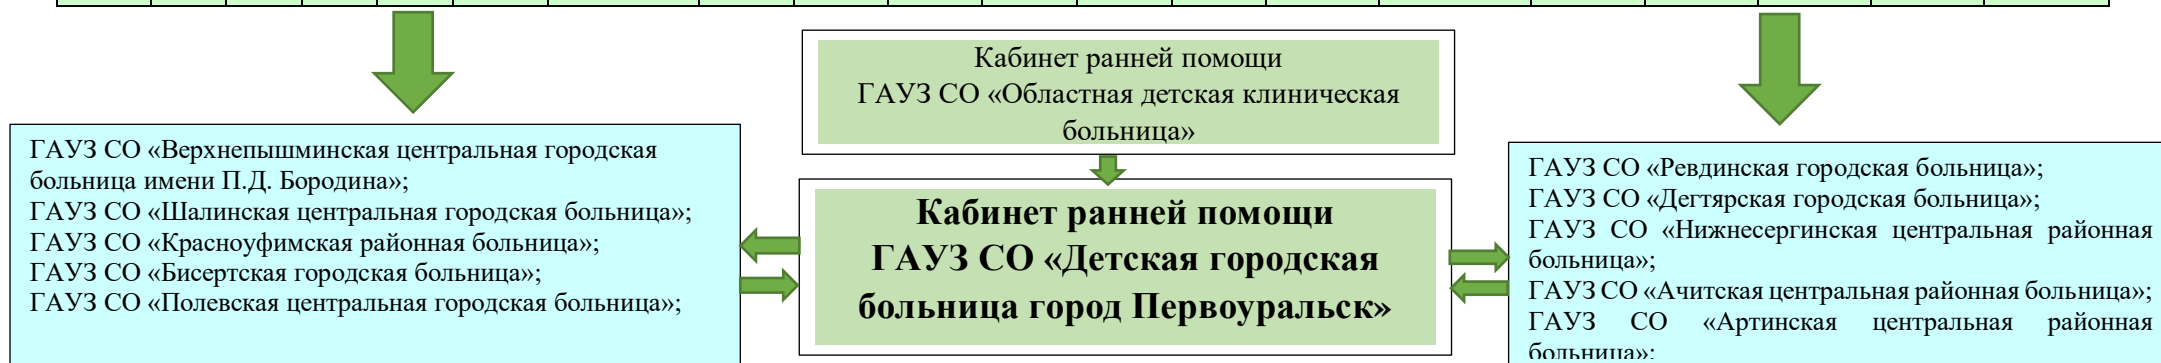 Кабинет ранней помощи
ГАУЗ СО «Областная детская клиническая
больница»
ГАУЗ СО «Верхнепышминская центральная городская
больница имени П.Д. Бородина»;
ГАУЗ СО «Шалинская центральная городская больница»;
ГАУЗ СО «Красноуфимская районная больница»;
ГАУЗ СО «Бисертская городская больница»;
ГАУЗ СО «Полевская центральная городская больница»;
Кабинет ранней помощи
ГАУЗ СО «Детская городская
больница город Первоуральск»
ГАУЗ СО «Ревдинская городская больница»;
ГАУЗ СО «Дегтярская городская больница»;
ГАУЗ СО «Нижнесергинская центральная районная
больница»;
ГАУЗ СО «Ачитская центральная районная больница»;
ГАУЗ СО «Артинская центральная районная
больница»;